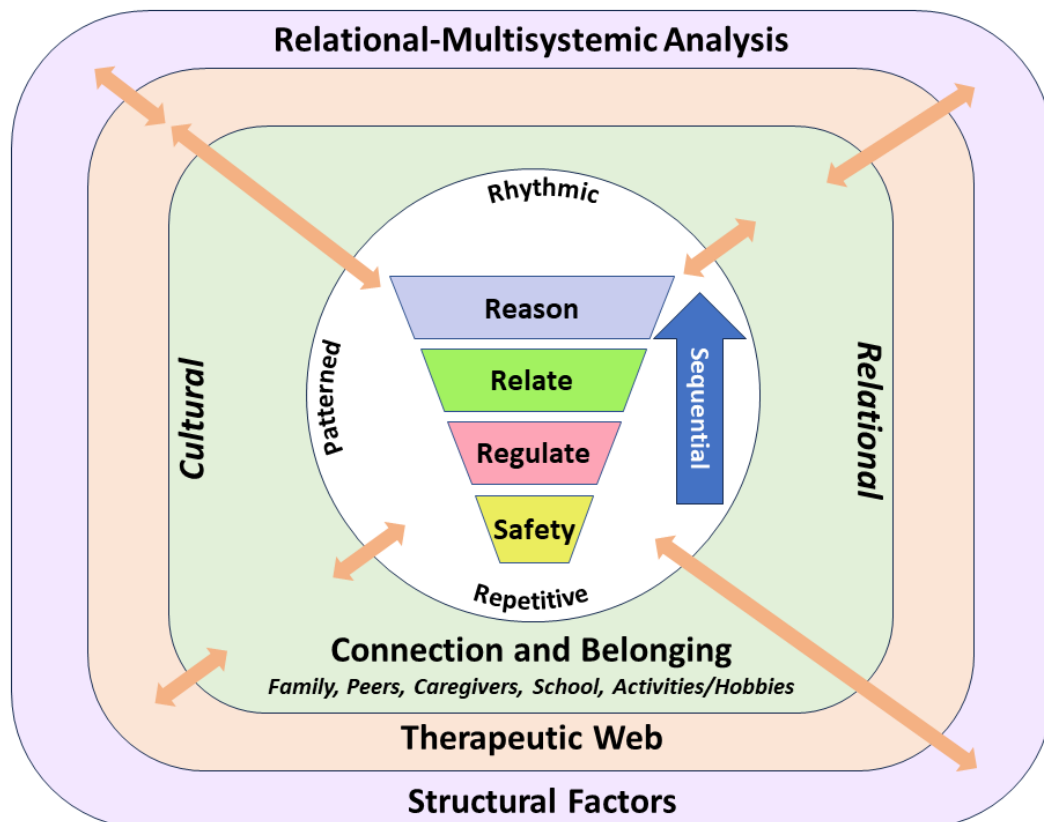 Relational-Multisystemic Analysis
Rhythmic
Reason
Relate
Regulate
Safety
Sequential
Patterned
Repetitive
Cultural
Relational
Connection and Belonging
Family, Peers, Caregivers, School, Activities/Hobbies
Therapeutic Web
Structural Factors